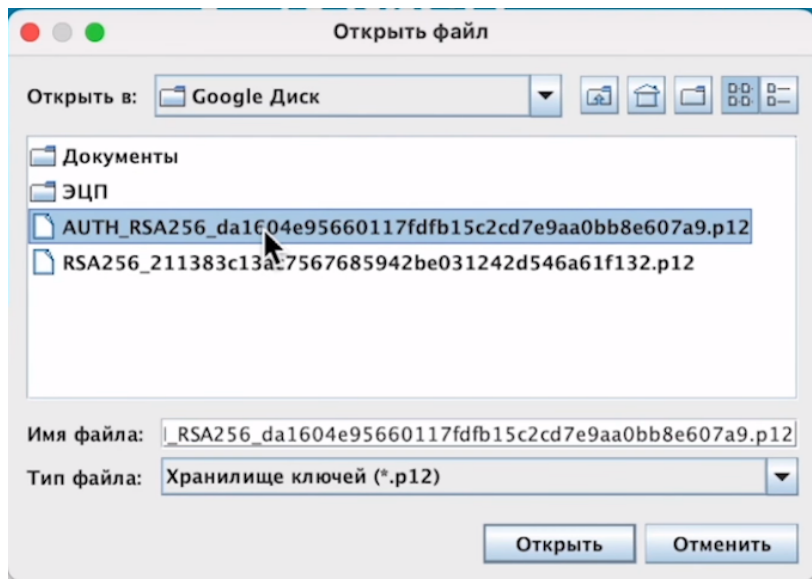 Открыть файл
Открыть в: Google Диск
Документы
ЭЦП
AUTH_RSA256_da1604e95660117fdfb15c2cd7e9aa0bb8e607a9.p12
Имя файла: _RSA256_da1604e95660117fdfb15c2cd7e9aa0bb8e607a9.p12
Тип файла: Хранилище ключей (*.p12)
Открыть Отменить